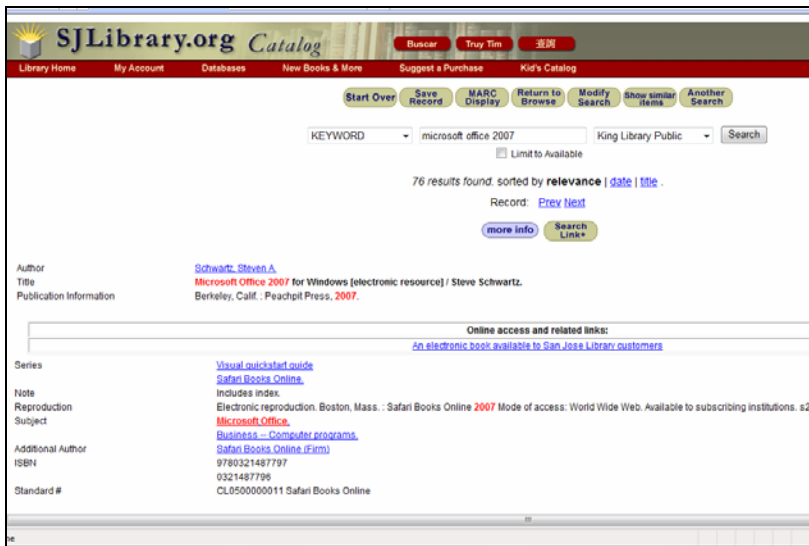 SJLibrary.org Catalog Buscar Truy Tim 查詢
Library Home My Account Databases New Books & More Suggest a Purchase Kid's Catalog
Start Over Save Record MARC Display Return to Browse Modify Search Show similar items Another Search
KEYWORD microsoft office 2007 King Library Public Search
Limit to Available
76 results found. sorted by relevance | date | title .
Record: Prev Next
more info Search Link+
Author Schwartz, Steven A.
Title Microsoft Office 2007 for Windows [electronic resource] / Steve Schwartz.
Publication Information Berkeley, Calif. : Peachpit Press, 2007.
Online access and related links:
An electronic book available to San Jose Library customers
Series Visual quickstart guide
Safari Books Online.
Note Includes index.
Reproduction Electronic reproduction. Boston, Mass. : Safari Books Online 2007 Mode of access: World Wide Web. Available to subscribing institutions. s2
Subject Microsoft Office.
Business -- Computer programs.
Additional Author Safari Books Online (Firm)
ISBN 9780321487797
0321487796
Standard # CL0500000011 Safari Books Online